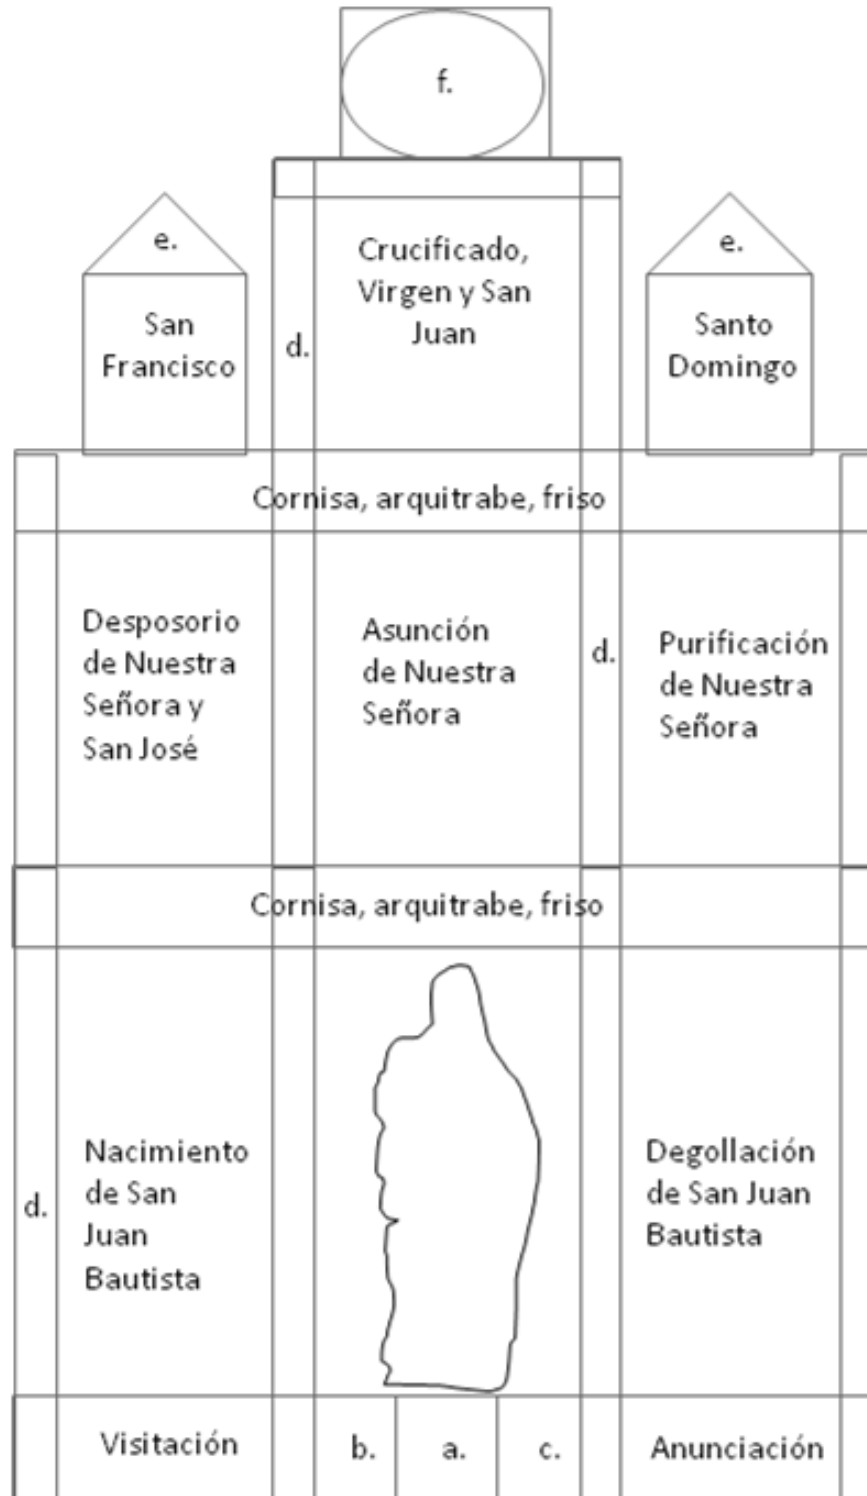 f.
e.
Crucificado,
Virgen y San
Juan
e.
San
Francisco
d.
Santo
Domingo
Cornisa, arquitrabe, friso
Desposorio
de Nuestra
Señora y
San José
Asunción
de Nuestra
Señora
d.
Purificación
de Nuestra
Señora
Cornisa, arquitrabe, friso
d.
Nacimiento
de San
Juan
Bautista
Degollación
de San Juan
Bautista
Visitación
b.
a.
c.
Anunciación